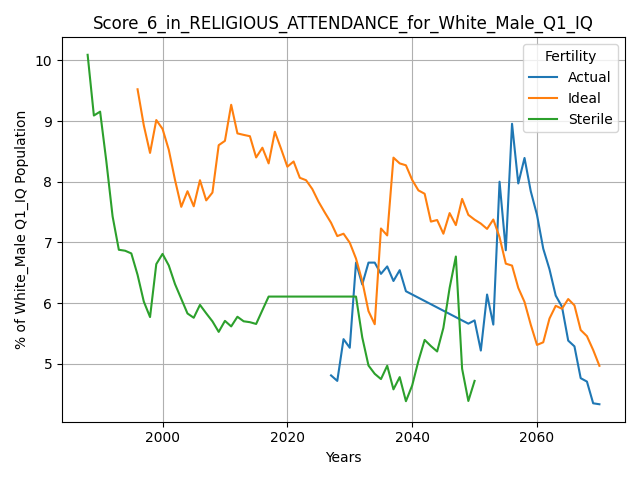 Score_6_in_RELIGIOUS_ATTENDANCE_for_White_Male_Q1_IQ
Fertility
Actual
Ideal
Sterile
% of White_Male Q1_IQ Population
10
9
8
7
6
5
2000 2020 2040 2060
Years